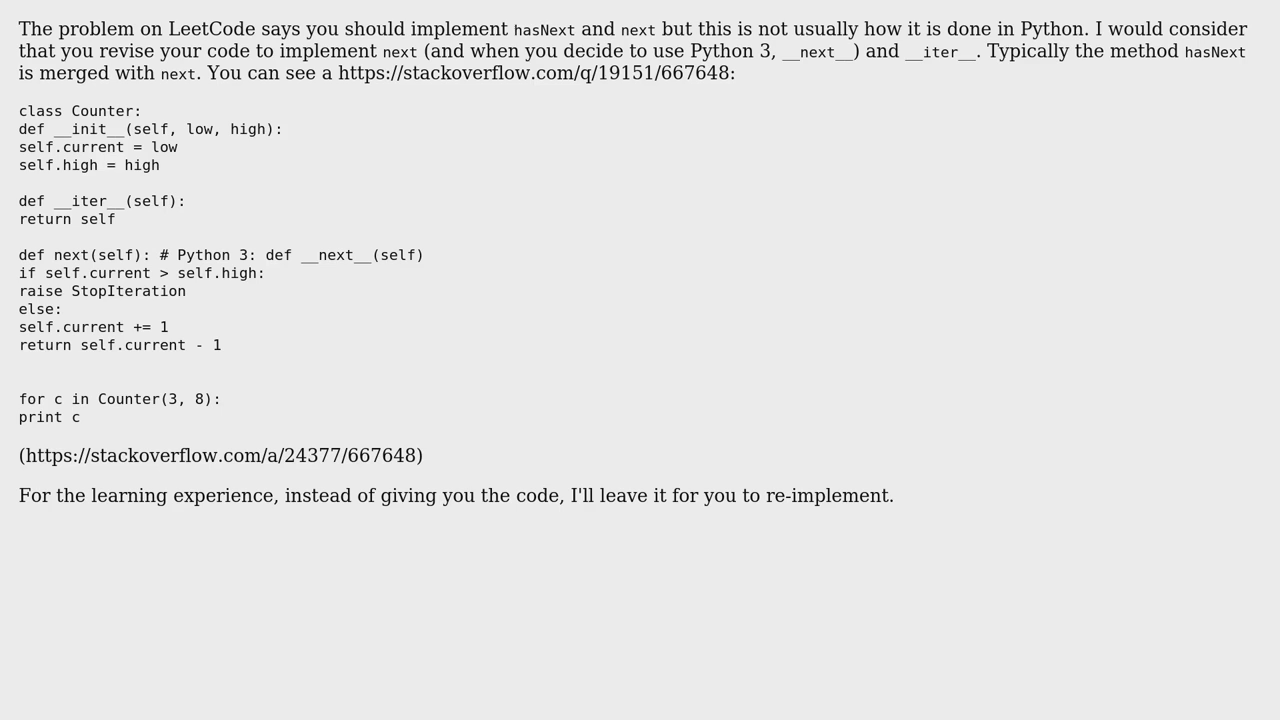 The problem on LeetCode says you should implement hasNext and next but this is not usually how it is done in Python. I would consider
that you revise your code to implement next (and when you decide to use Python 3, __next__) and __iter__. Typically the method hasNext
is merged with next. You can see a https://stackoverflow.com/q/19151/667648:
class Counter:
def __init__(self, low, high):
self.current = low
self.high = high
def __iter__(self):
return self
def next(self): # Python 3: def __next__(self)
if self.current > self.high:
raise StopIteration
else:
self.current += 1
return self.current - 1
for c in Counter(3, 8):
print c
(https://stackoverflow.com/a/24377/667648)
For the learning experience, instead of giving you the code, I'll leave it for you to re-implement.